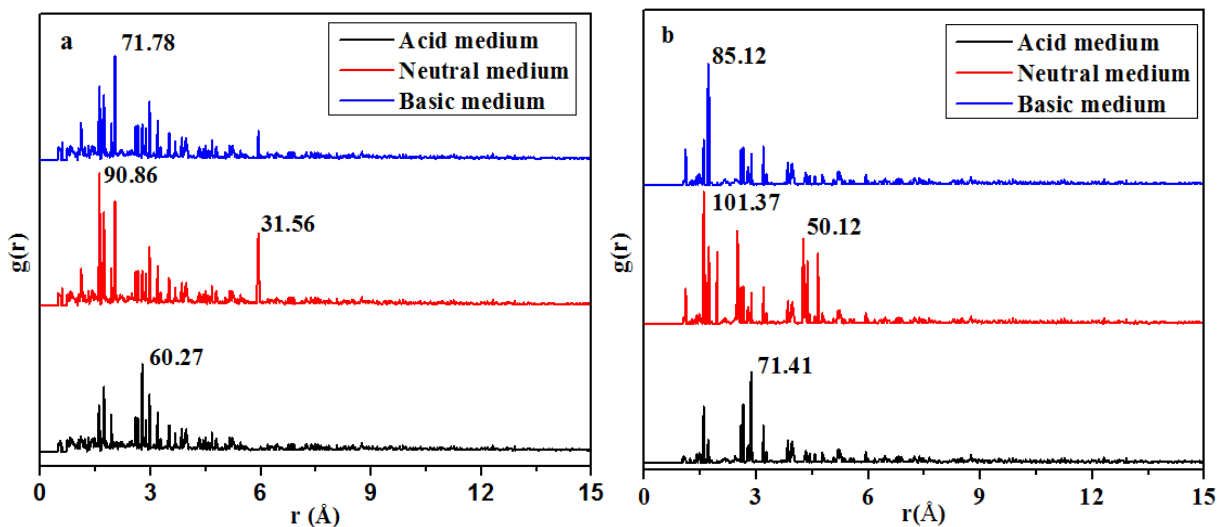 a
71.78
Acid medium
Neutral medium
Basic medium
90.86
31.56
60.27
g(r)
0 3 6 9 12 15
r (Å)
b
85.12
Acid medium
Neutral medium
Basic medium
101.37
50.12
71.41
g(r)
0 3 6 9 12 15
r(Å)